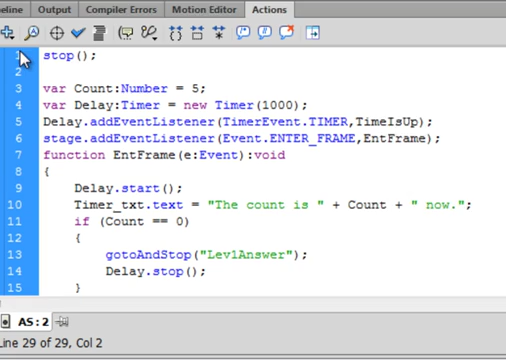 eline Output Compiler Errors Motion Editor Actions
1 stop();
2
3 var Count:Number = 5;
4 var Delay:Timer = new Timer(1000);
5 Delay.addEventListener(TimerEvent.TIMER,TimeIsUp);
6 stage.addEventListener(Event.ENTER_FRAME,EntFrame);
7 function EntFrame(e:Event):void
8 {
9 Delay.start();
10 Timer_txt.text = "The count is " + Count + " now.";
11 if (Count == 0)
12 {
13 gotoAndStop("Lev1Answer");
14 Delay.stop();
15 }
AS:2
Line 29 of 29, Col 2